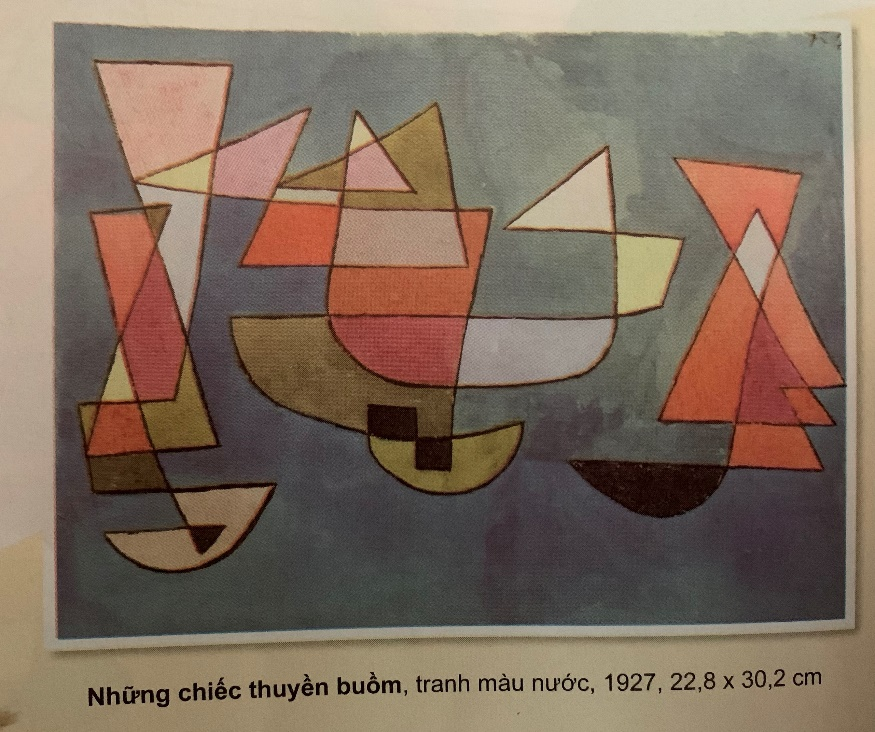 Những chiếc thuyền buồm, tranh màu nước, 1927, 22,8 x 30,2 cm